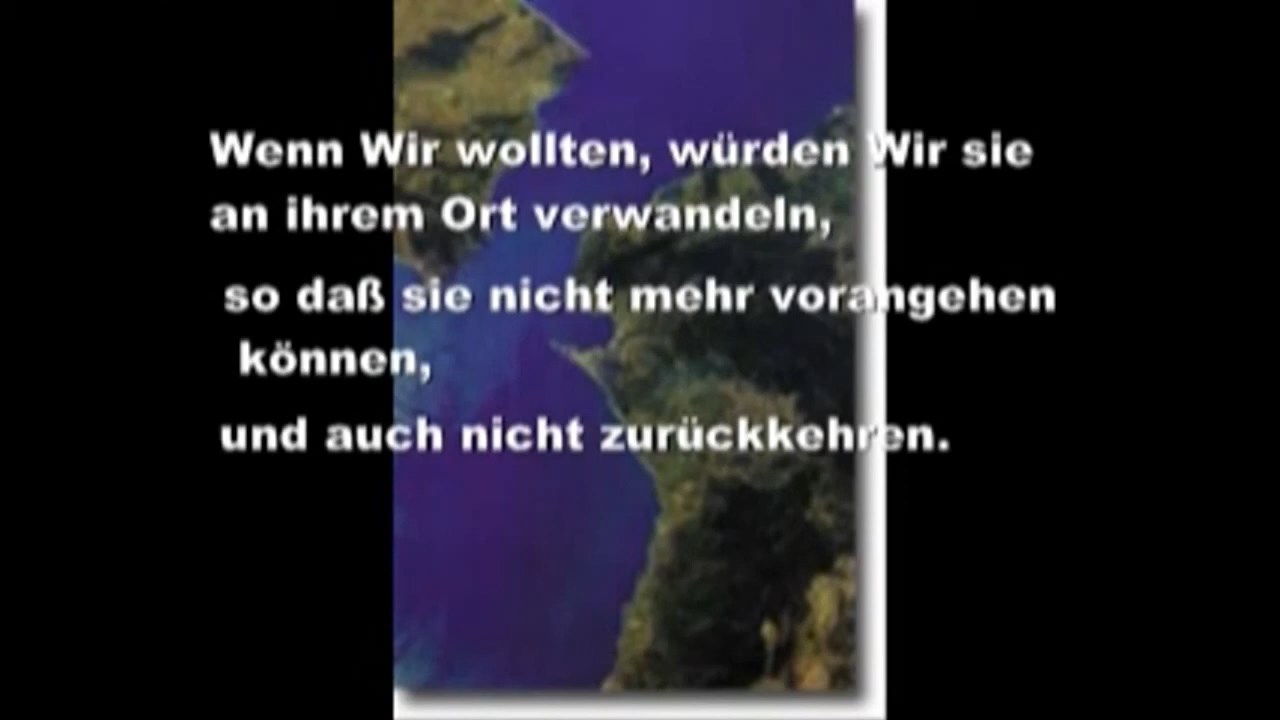 Wenn Wir wollten, würden Wir sie
an ihrem Ort verwandeln,
so daß sie nicht mehr vorangehen
können,
und auch nicht zurückkehren.